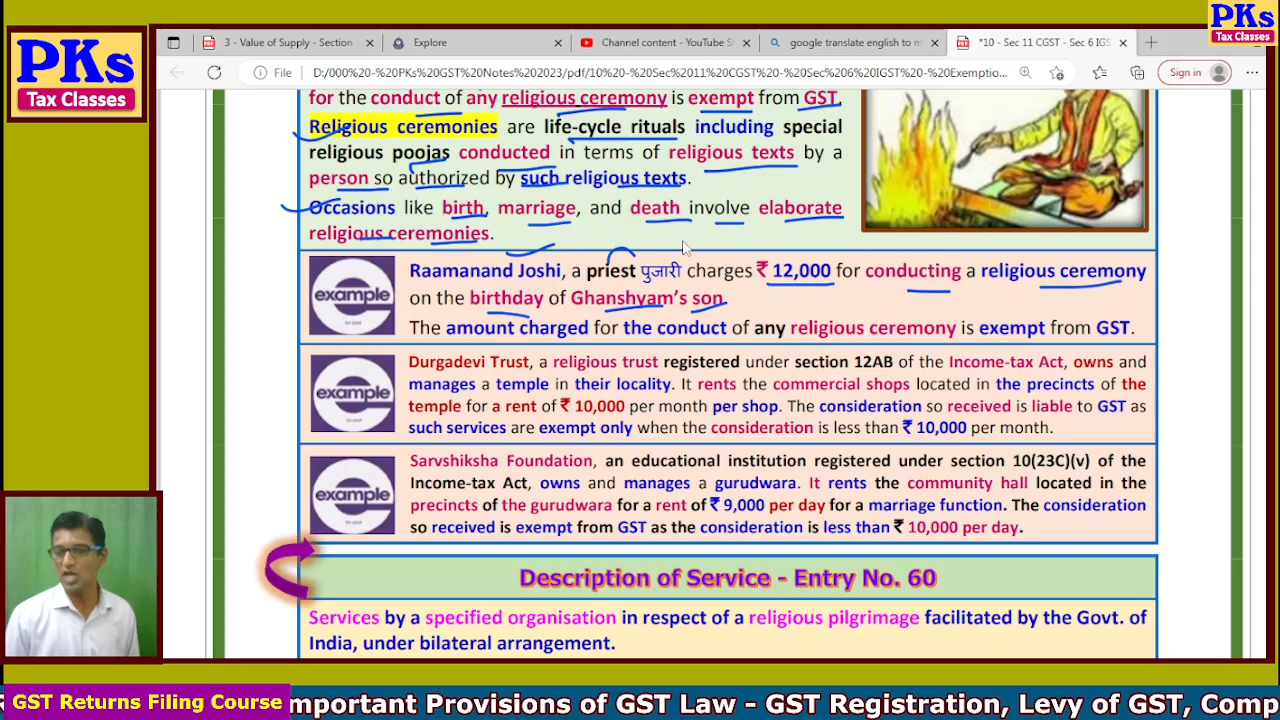 PKs
Tax Classes
PKs
Tax Classes
3 - Value of Supply - Section
Explore
Channel content - YouTube S
google translate english to m
*10 - Sec 11 CGST - Sec 6 IGS
File
D:/000%20-%20PKs%20GST%20Notes%202023/pdf/10%20-%20Sec%2011%20CGST%20-%20Sec%206%20IGST%20-%20Exemptio...
Sign in
for the conduct of any religious ceremony is exempt from GST.
Religious ceremonies are life-cycle rituals including special
religious poojas conducted in terms of religious texts by a
person so authorized by such religious texts.
Occasions like birth, marriage, and death involve elaborate
religious ceremonies.
example
Raamanand Joshi, a priest पुजारी charges ₹ 12,000 for conducting a religious ceremony
on the birthday of Ghanshyam's son.
The amount charged for the conduct of any religious ceremony is exempt from GST.
example
Durgadevi Trust, a religious trust registered under section 12AB of the Income-tax Act, owns and
manages a temple in their locality. It rents the commercial shops located in the precincts of the
temple for a rent of ₹ 10,000 per month per shop. The consideration so received is liable to GST as
such services are exempt only when the consideration is less than ₹ 10,000 per month.
example
Sarvshiksha Foundation, an educational institution registered under section 10(23C)(v) of the
Income-tax Act, owns and manages a gurudwara. It rents the community hall located in the
precincts of the gurudwara for a rent of ₹ 9,000 per day for a marriage function. The consideration
so received is exempt from GST as the consideration is less than ₹ 10,000 per day.
Description of Service - Entry No. 60
Services by a specified organisation in respect of a religious pilgrimage facilitated by the Govt. of
India, under bilateral arrangement.
GST Returns Filing Course
mportant Provisions of GST Law - GST Registration, Levy of GST, Comp